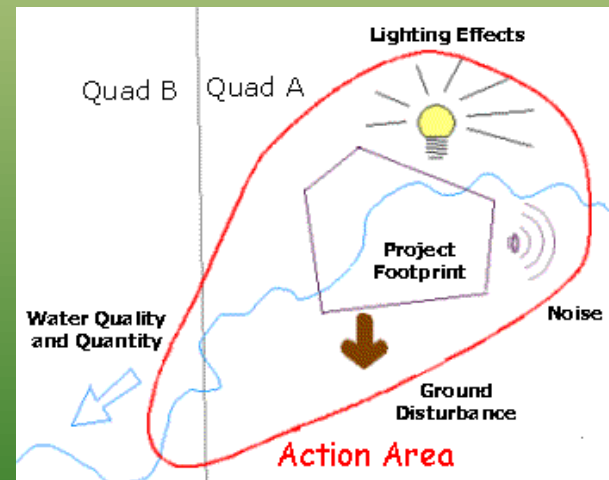 Lighting Effects
Quad B
Quad A
Project
Footprint
Noise
Water Quality
and Quantity
Ground
Disturbance
Action Area